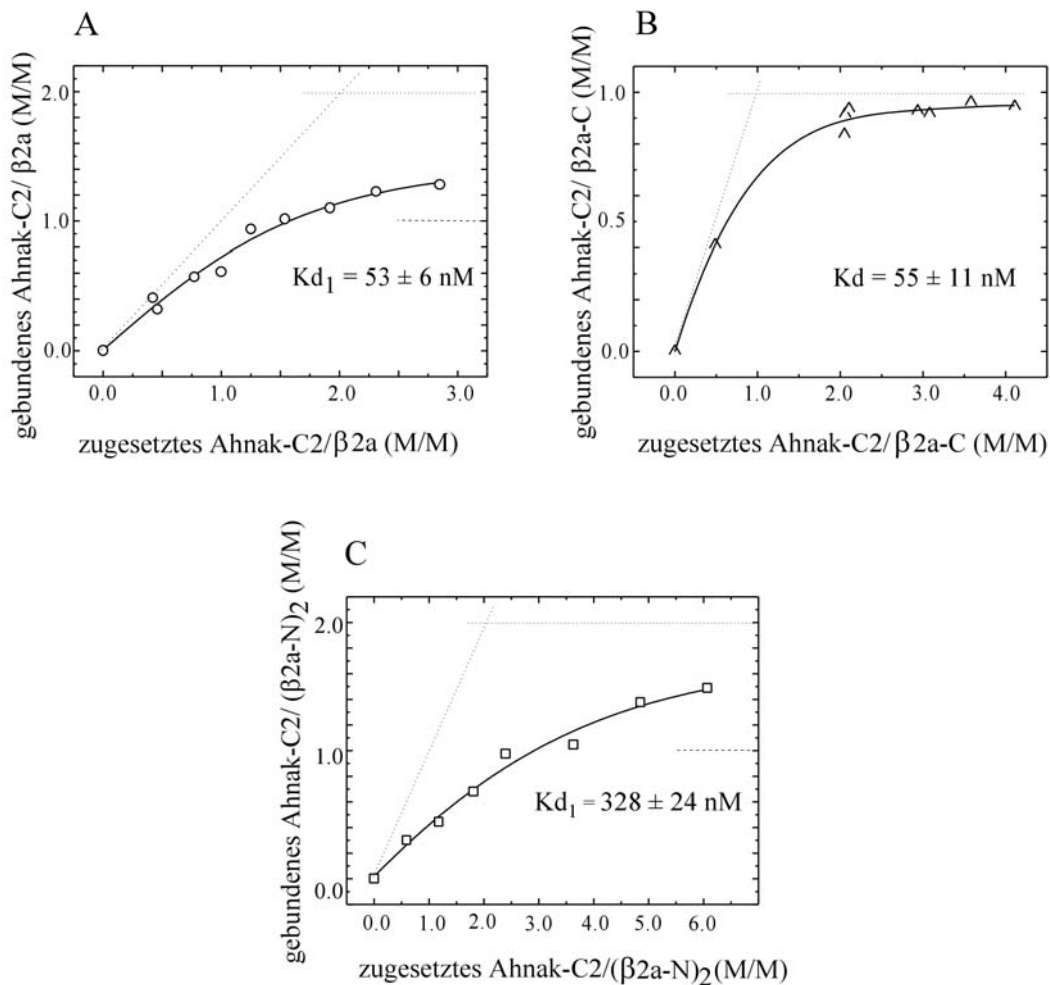 A
gebundenes Ahnak-C2/ β2a (M/M)
2.0
1.0
0.0
Kd1 = 53 ± 6 nM
0.0 1.0 2.0 3.0
zugesetztes Ahnak-C2/β2a (M/M)
B
gebundenes Ahnak-C2/ β2a-C (M/M)
1.0
0.5
0.0
Kd = 55 ± 11 nM
0.0 1.0 2.0 3.0 4.0
zugesetztes Ahnak-C2/ β2a-C (M/M)
C
gebundenes Ahnak-C2/ (β2a-N)2 (M/M)
2.0
1.0
0.0
Kd1 = 328 ± 24 nM
0.0 1.0 2.0 3.0 4.0 5.0 6.0
zugesetztes Ahnak-C2/(β2a-N)2 (M/M)